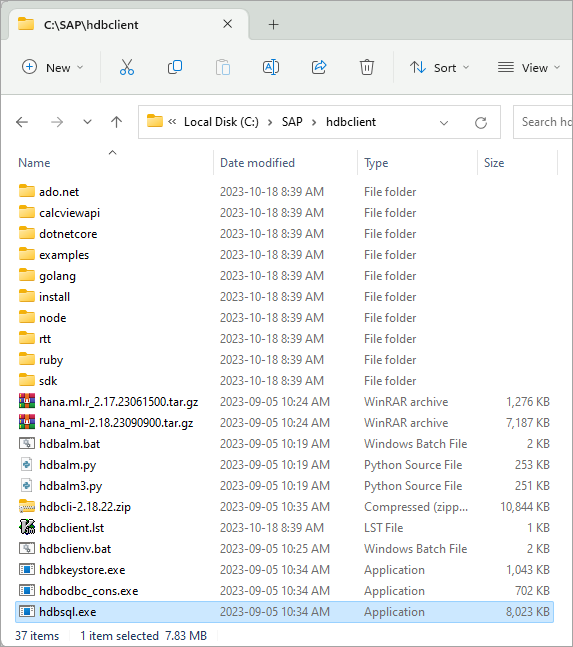 C:\SAP\hdbclient
New
Sort
View
Local Disk (C:) SAP hdbclient
Search hd
Name Date modified Type Size
ado.net 2023-10-18 8:39 AM File folder
calcviewapi 2023-10-18 8:39 AM File folder
dotnetcore 2023-10-18 8:39 AM File folder
examples 2023-10-18 8:39 AM File folder
golang 2023-10-18 8:39 AM File folder
install 2023-10-18 8:39 AM File folder
node 2023-10-18 8:39 AM File folder
rtt 2023-10-18 8:39 AM File folder
ruby 2023-10-18 8:39 AM File folder
sdk 2023-10-18 8:39 AM File folder
hana.ml.r_2.17.23061500.tar.gz 2023-09-05 10:24 AM WinRAR archive 1,276 KB
hana_ml-2.18.23090900.tar.gz 2023-09-05 10:24 AM WinRAR archive 7,187 KB
hdbalm.bat 2023-09-05 10:19 AM Windows Batch File 2 KB
hdbalm.py 2023-09-05 10:19 AM Python Source File 253 KB
hdbalm3.py 2023-09-05 10:19 AM Python Source File 251 KB
hdbcli-2.18.22.zip 2023-09-05 10:35 AM Compressed (zipp... 10,844 KB
hdbclient.lst 2023-10-18 8:39 AM LST File 1 KB
hdbclienv.bat 2023-09-05 10:25 AM Windows Batch File 2 KB
hdbkeystore.exe 2023-09-05 10:34 AM Application 1,043 KB
hdbodbc_cons.exe 2023-09-05 10:34 AM Application 702 KB
hdbsql.exe 2023-09-05 10:34 AM Application 8,023 KB
37 items 1 item selected 7.83 MB